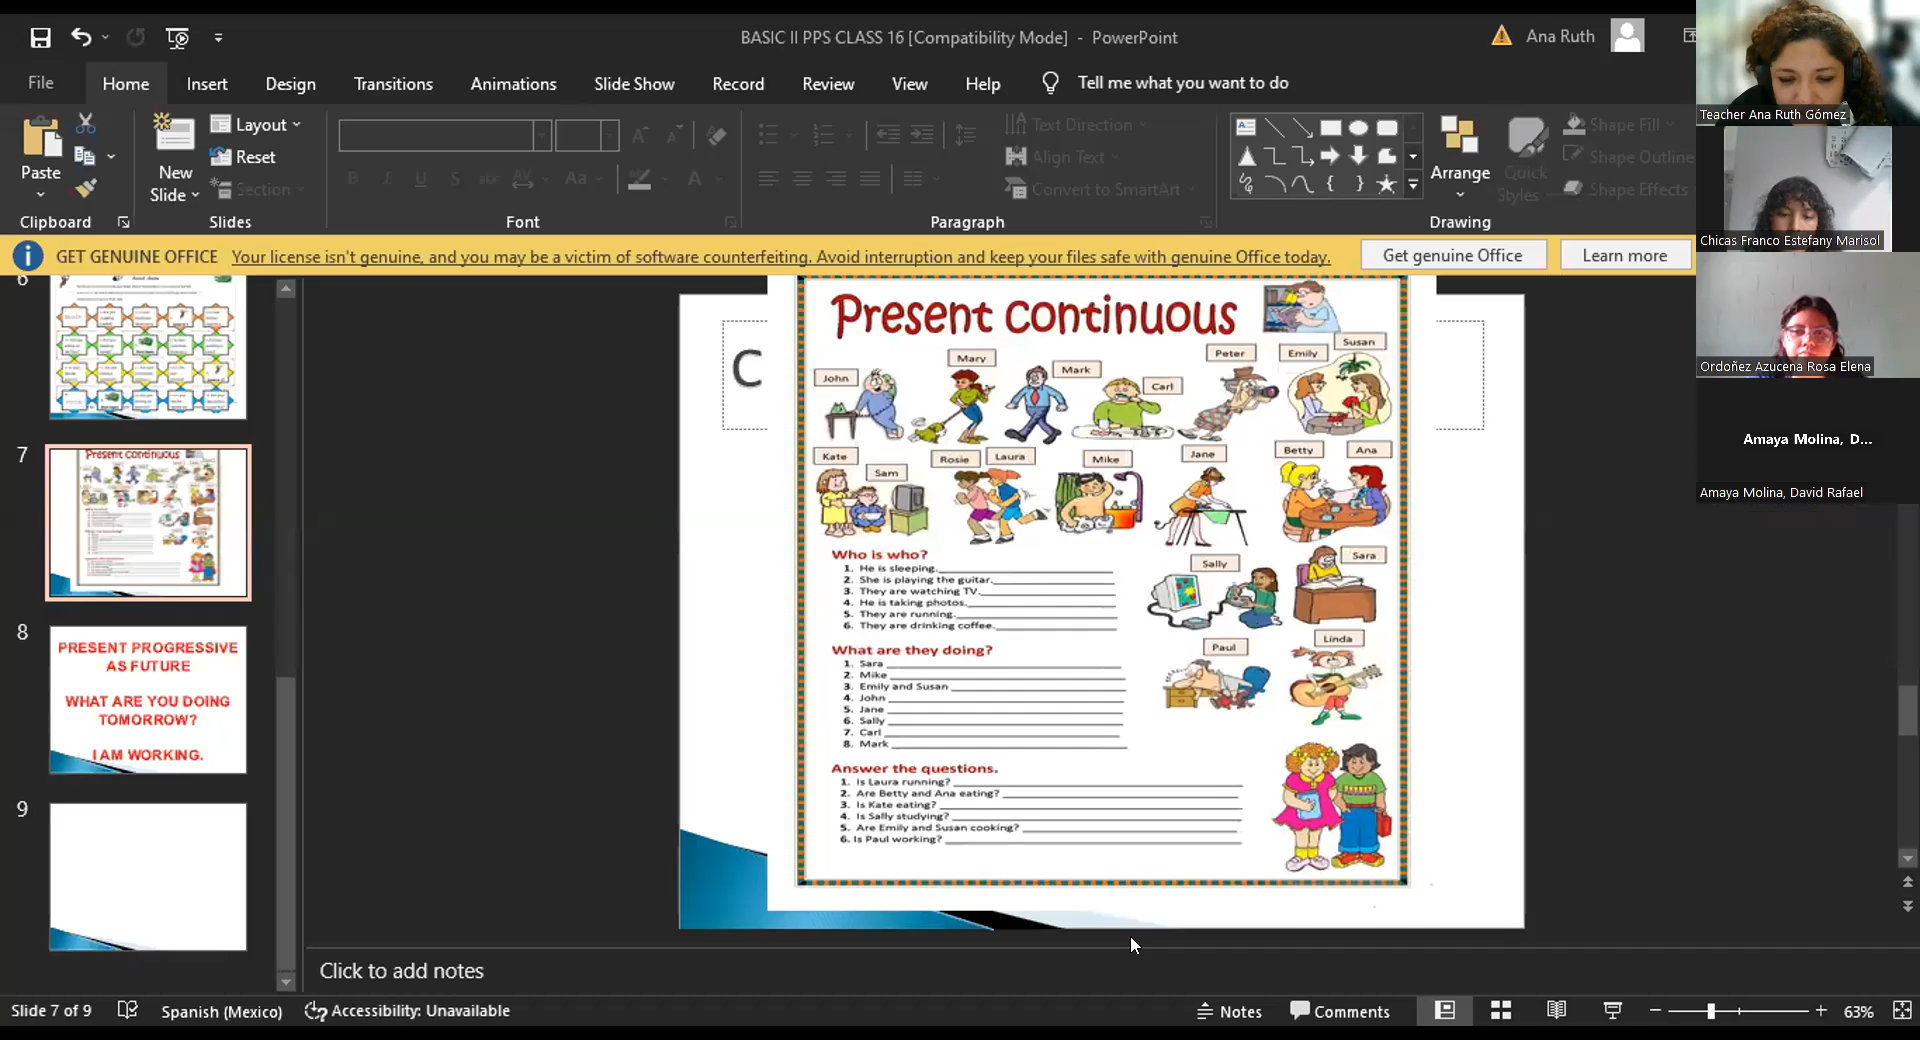 BASIC II PPS CLASS 16 [Compatibility Mode] - PowerPoint
Ana Ruth
File Home Insert Design Transitions Animations Slide Show Record Review View Help Tell me what you want to do
Paste
Clipboard
New
Slide
Layout
Reset
Section
Slides
B I U S abc AV Aa A
Font
Text Direction
Align Text
Convert to SmartArt
Paragraph
Arrange
Quick
Styles
Shape Fill
Shape Outline
Shape Effects
Drawing
GET GENUINE OFFICE Your license isn't genuine, and you may be a victim of software counterfeiting. Avoid interruption and keep your files safe with genuine Office today. Get genuine Office Learn more
Teacher Ana Ruth Gómez
Chicas Franco Estefany Marisol
Ordoñez Azucena Rosa Elena
Amaya Molina, D...
Amaya Molina, David Rafael
6
7
Present continuous
8
PRESENT PROGRESSIVE
AS FUTURE
WHAT ARE YOU DOING
TOMORROW?
I AM WORKING.
9
C
Present continuous
John
Mary
Mark
Carl
Peter
Emily
Susan
Kate
Sam
Rosie
Laura
Mike
Jane
Betty
Ana
Sally
Sara
Paul
Linda
Who is who?
1. He is sleeping.
2. She is playing the guitar.
3. They are watching TV.
4. He is taking photos.
5. They are running.
6. They are drinking coffee.
What are they doing?
1. Sara
2. Mike
3. Emily and Susan
4. John
5. Jane
6. Sally
7. Carl
8. Mark
Answer the questions.
1. Is Laura running?
2. Are Betty and Ana eating?
3. Is Kate eating?
4. Is Sally studying?
5. Are Emily and Susan cooking?
6. Is Paul working?
Click to add notes
Slide 7 of 9 Spanish (Mexico) Accessibility: Unavailable Notes Comments 63%